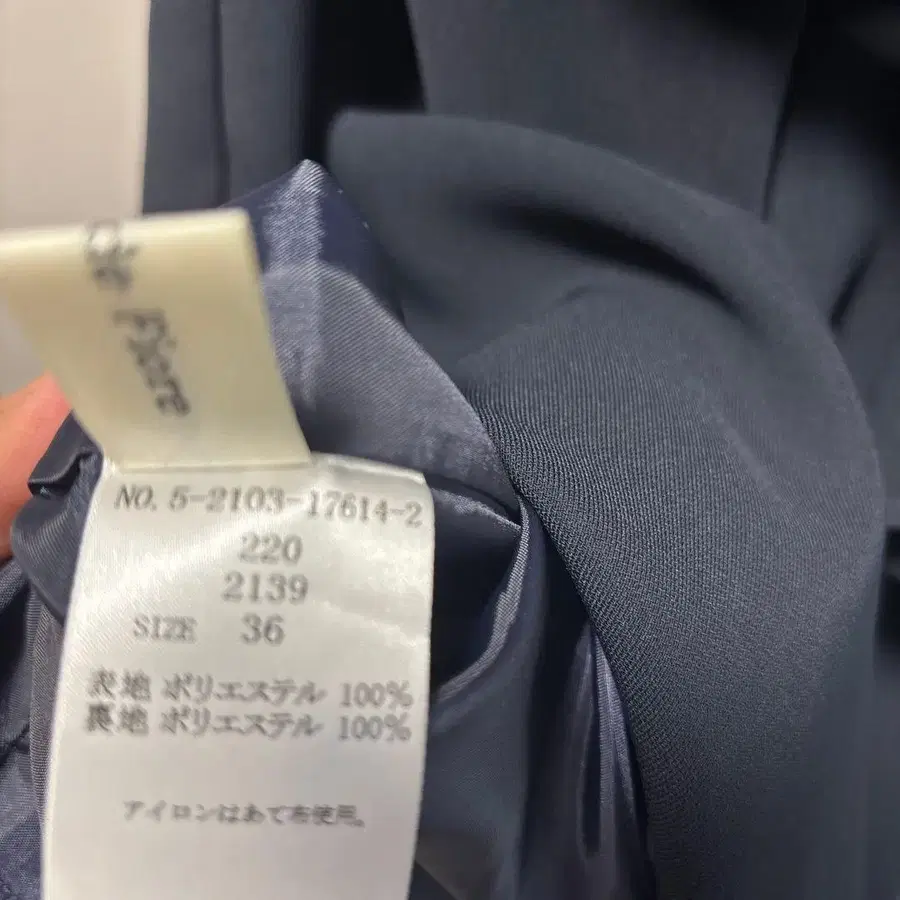 Fiore
NO. 5-2103-17614-2
220
2139
SIZE 36
表地 ポリエステル 100%
裏地 ポリエステル 100%
アイロンはあて布使用。